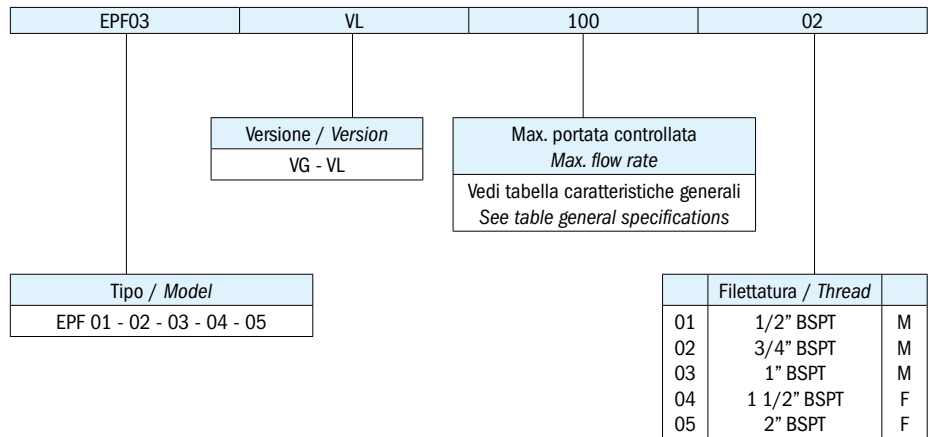 EPF03 VL 100 02
Versione / Version
VG - VL
Max. portata controllata
Max. flow rate
Vedi tabella caratteristiche generali
See table general specifications
Tipo / Model
EPF 01 - 02 - 03 - 04 - 05
Filettatura / Thread
01 1/2” BSPT M
02 3/4” BSPT M
03 1” BSPT M
04 1 1/2” BSPT F
05 2” BSPT F